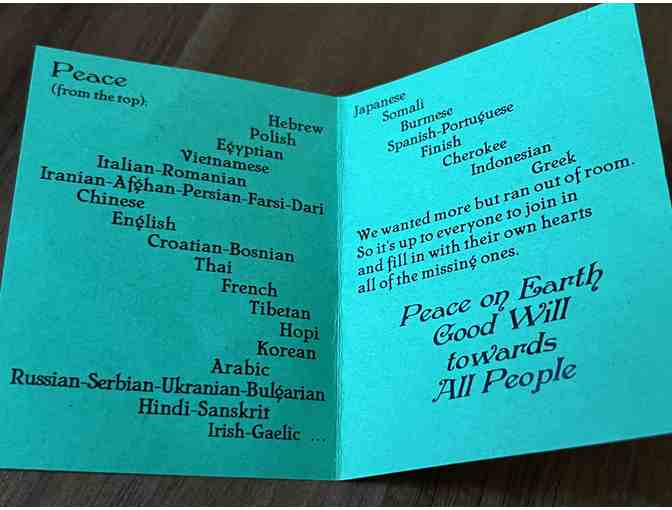 Peace
(from the top):
Hebrew
Polish
Egyptian
Vietnamese
Italian-Romanian
Iranian-Afghan-Persian-Farsi-Dari
Chinese
English
Croatian-Bosnian
Thai
French
Tibetan
Hopi
Korean
Arabic
Russian-Serbian-Ukranian-Bulgarian
Hindi-Sanskrit
Irish-Gaelic ...
Japanese
Somali
Burmese
Spanish-Portuguese
Finish
Cherokee
Indonesian
Greek
We wanted more but ran out of room.
So it's up to everyone to join in
and fill in with their own hearts
all of the missing ones.
Peace on Earth
Good Will
towards
All People